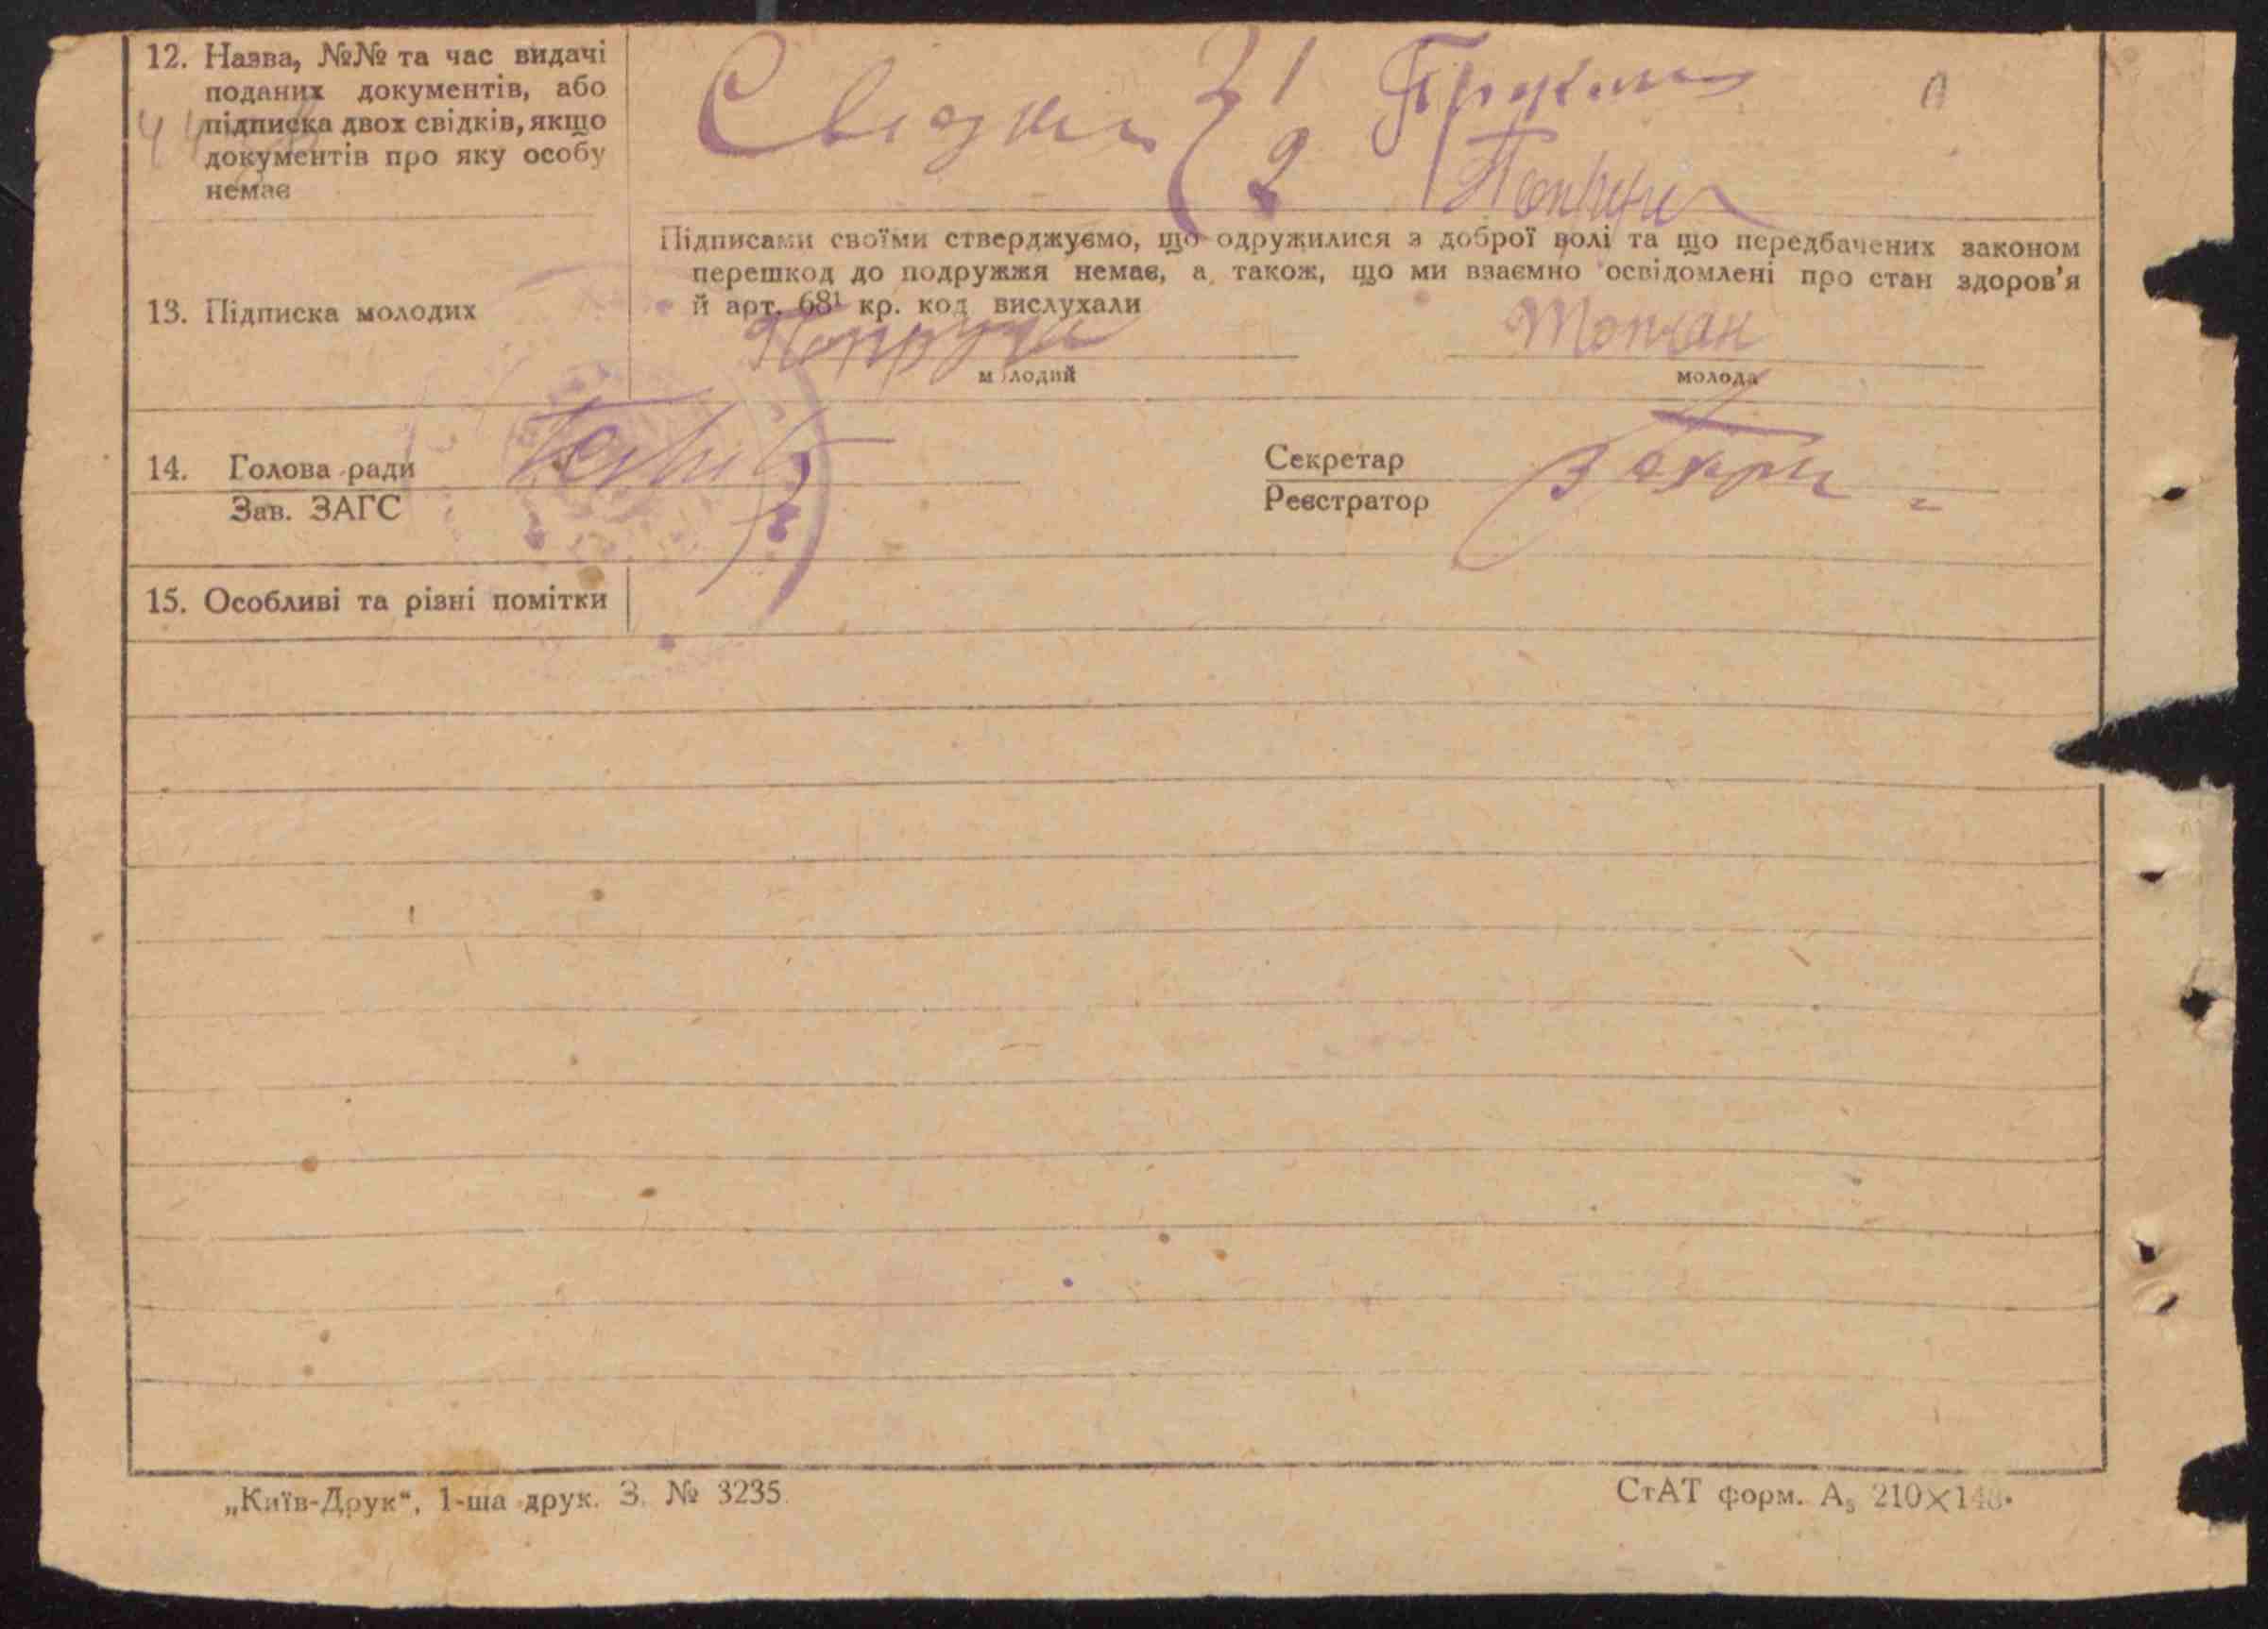 12. Назва, №№ та час видачі
поданих документів, або
підписка двох свідків, якщо
документів про яку особу
немає
Свідки 1
2
13. Підписка молодих
Підписами своїми стверджуємо, що одружилися з доброї волі та що передбачених законом
перешкод до подружжя немає, а також, що ми взаємно освідомлені про стан здоров'я
й арт. 68¹ кр. код вислухали
молодий
молода
14. Голова ради
Зав. ЗАГС
Секретар
Реєстратор
15. Особливі та різні помітки
„Київ-Друк“, 1-ша друк. З. № 3235
СтАТ форм. А₅ 210×148.